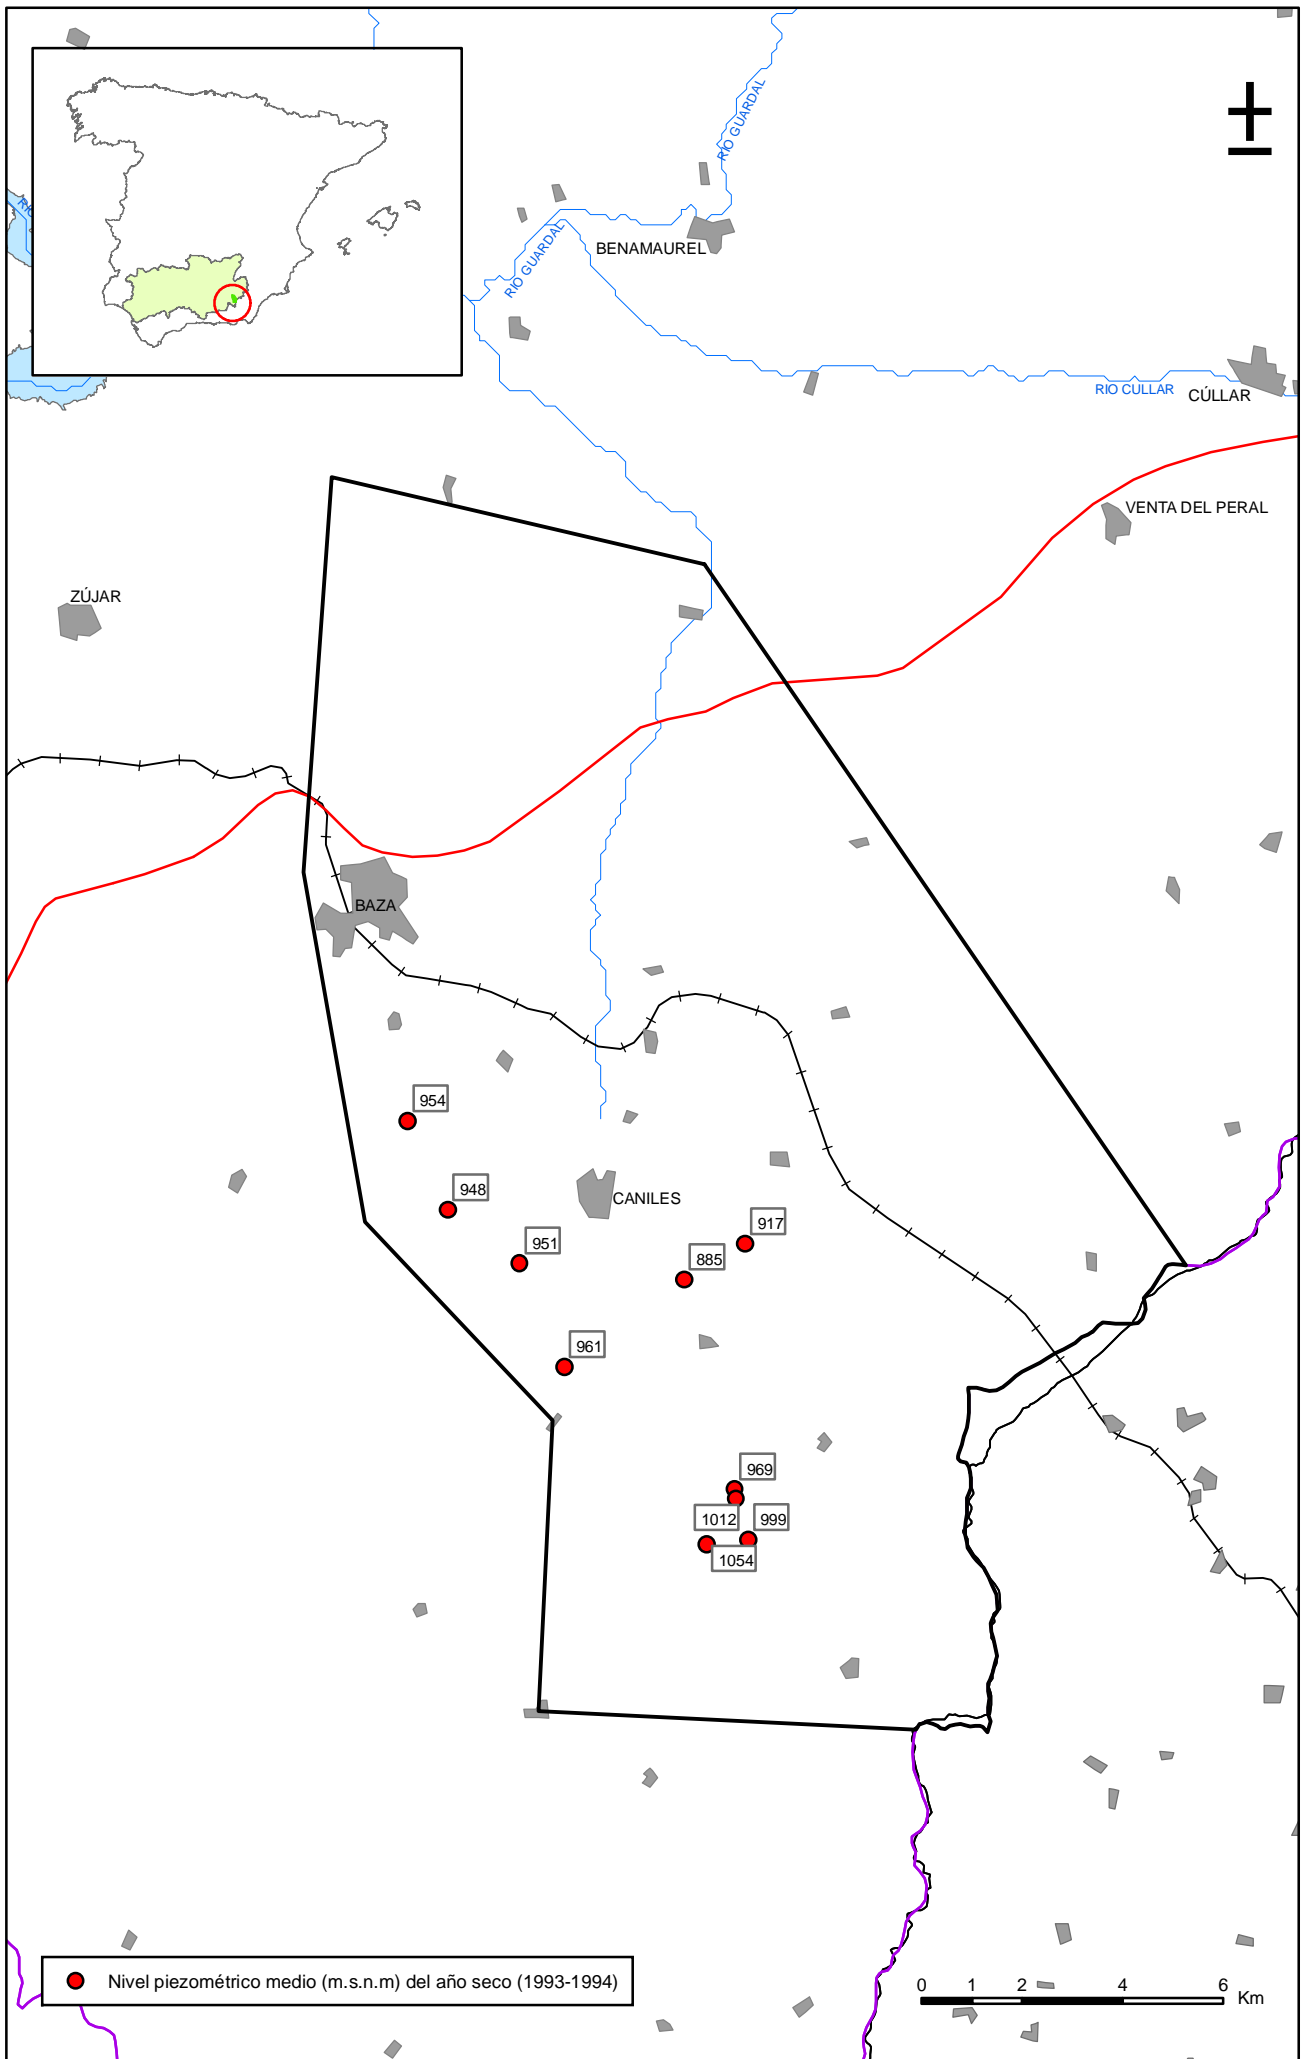 RIO GUARDAL
RIO
BENAMAUREL
RIO GUARDAL
RIO CULLAR
CÚLLAR
VENTA DEL PERAL
ZÚJAR
BAZA
954
948
CANILES
951
917
885
961
969
1012
999
1054
Nivel piezométrico medio (m.s.n.m) del año seco (1993-1994)
0 1 2 4 6
Km